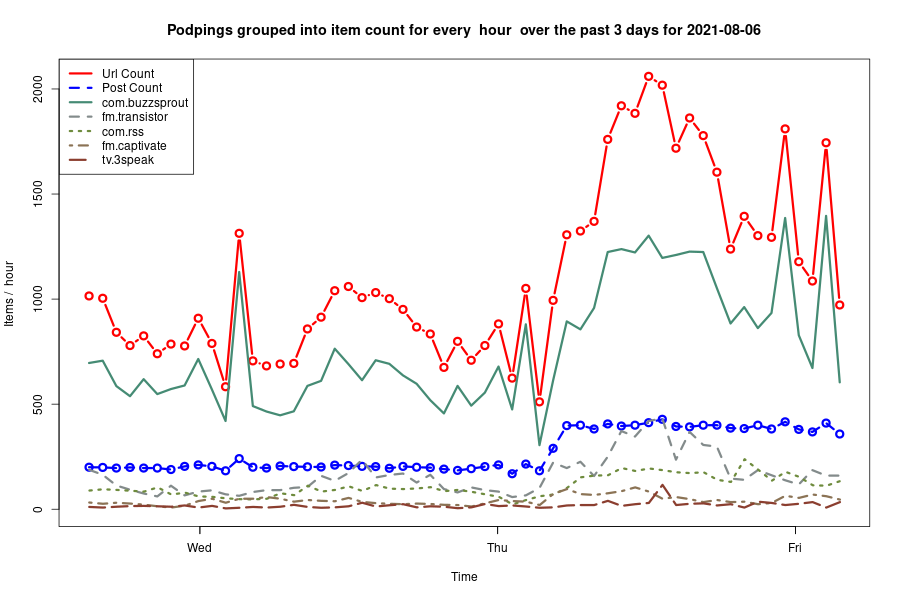 Podpings grouped into item count for every  hour  over the past 3 days for 2021-08-06
Url Count
Post Count
com.buzzsprout
fm.transistor
com.rss
fm.captivate
tv.3speak
Items /  hour
2000
1500
1000
500
0
Wed
Thu
Fri
Time